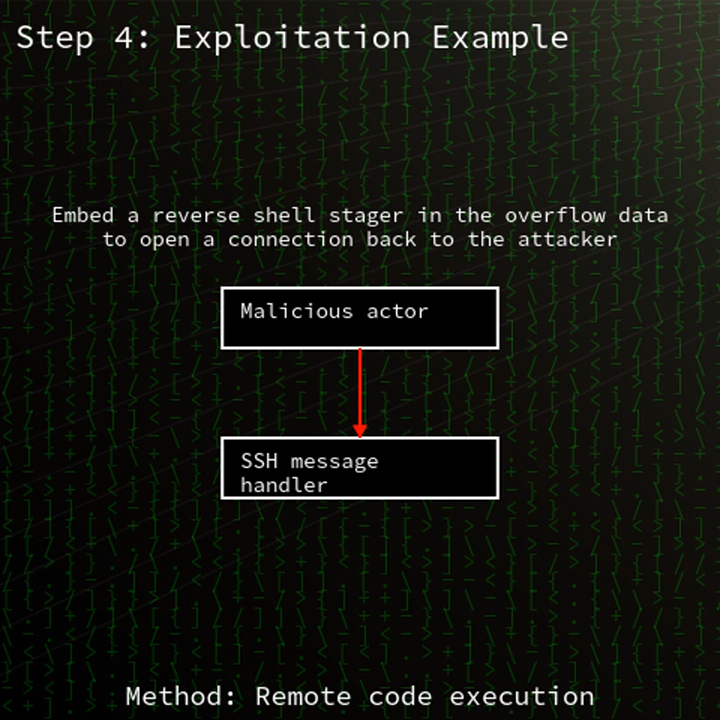 Step 4: Exploitation Example
Embed a reverse shell stager in the overflow data
to open a connection back to the attacker
Malicious actor
SSH message
handler
Method: Remote code execution